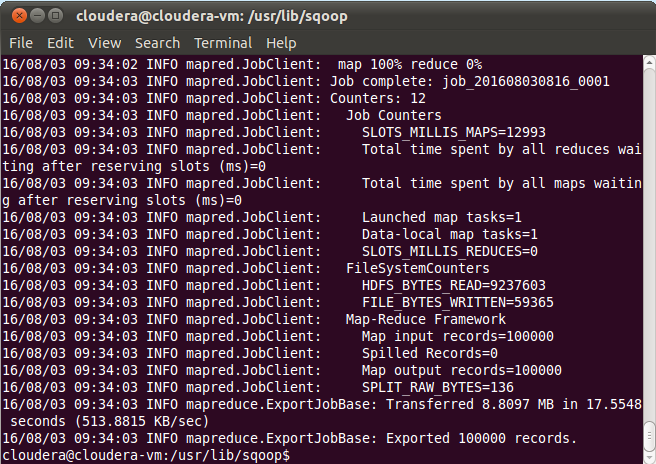 cloudera@cloudera-vm: /usr/lib/sqoop
File Edit View Search Terminal Help
16/08/03 09:34:02 INFO mapred.JobClient:  map 100% reduce 0%
16/08/03 09:34:03 INFO mapred.JobClient: Job complete: job_201608030816_0001
16/08/03 09:34:03 INFO mapred.JobClient: Counters: 12
16/08/03 09:34:03 INFO mapred.JobClient:   Job Counters
16/08/03 09:34:03 INFO mapred.JobClient:     SLOTS_MILLIS_MAPS=12993
16/08/03 09:34:03 INFO mapred.JobClient:     Total time spent by all reduces wai
ting after reserving slots (ms)=0
16/08/03 09:34:03 INFO mapred.JobClient:     Total time spent by all maps waitin
g after reserving slots (ms)=0
16/08/03 09:34:03 INFO mapred.JobClient:     Launched map tasks=1
16/08/03 09:34:03 INFO mapred.JobClient:     Data-local map tasks=1
16/08/03 09:34:03 INFO mapred.JobClient:     SLOTS_MILLIS_REDUCES=0
16/08/03 09:34:03 INFO mapred.JobClient:   FileSystemCounters
16/08/03 09:34:03 INFO mapred.JobClient:     HDFS_BYTES_READ=9237603
16/08/03 09:34:03 INFO mapred.JobClient:     FILE_BYTES_WRITTEN=59365
16/08/03 09:34:03 INFO mapred.JobClient:   Map-Reduce Framework
16/08/03 09:34:03 INFO mapred.JobClient:     Map input records=100000
16/08/03 09:34:03 INFO mapred.JobClient:     Spilled Records=0
16/08/03 09:34:03 INFO mapred.JobClient:     Map output records=100000
16/08/03 09:34:03 INFO mapred.JobClient:     SPLIT_RAW_BYTES=136
16/08/03 09:34:03 INFO mapreduce.ExportJobBase: Transferred 8.8097 MB in 17.5548
 seconds (513.8815 KB/sec)
16/08/03 09:34:03 INFO mapreduce.ExportJobBase: Exported 100000 records.
cloudera@cloudera-vm:/usr/lib/sqoop$